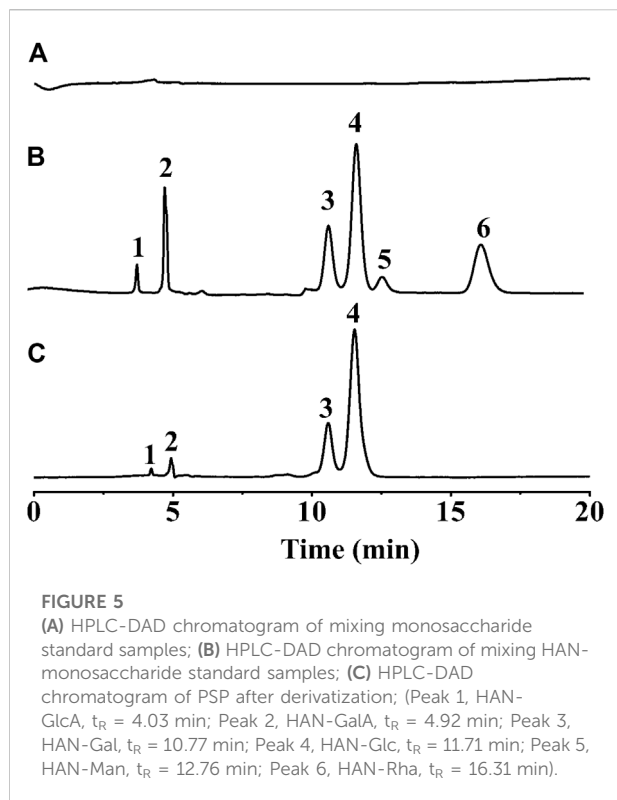 A
B
1
2
3
4
5
6
C
1
2
3
4
0
5
10
15
20
Time (min)
FIGURE 5
(A) HPLC-DAD chromatogram of mixing monosaccharide
standard samples; (B) HPLC-DAD chromatogram of mixing HAN-
monosaccharide standard samples; (C) HPLC-DAD
chromatogram of PSP after derivatization; (Peak 1, HAN-
GlcA, tR = 4.03 min; Peak 2, HAN-GalA, tR = 4.92 min; Peak 3,
HAN-Gal, tR = 10.77 min; Peak 4, HAN-Glc, tR = 11.71 min; Peak 5,
HAN-Man, tR = 12.76 min; Peak 6, HAN-Rha, tR = 16.31 min).